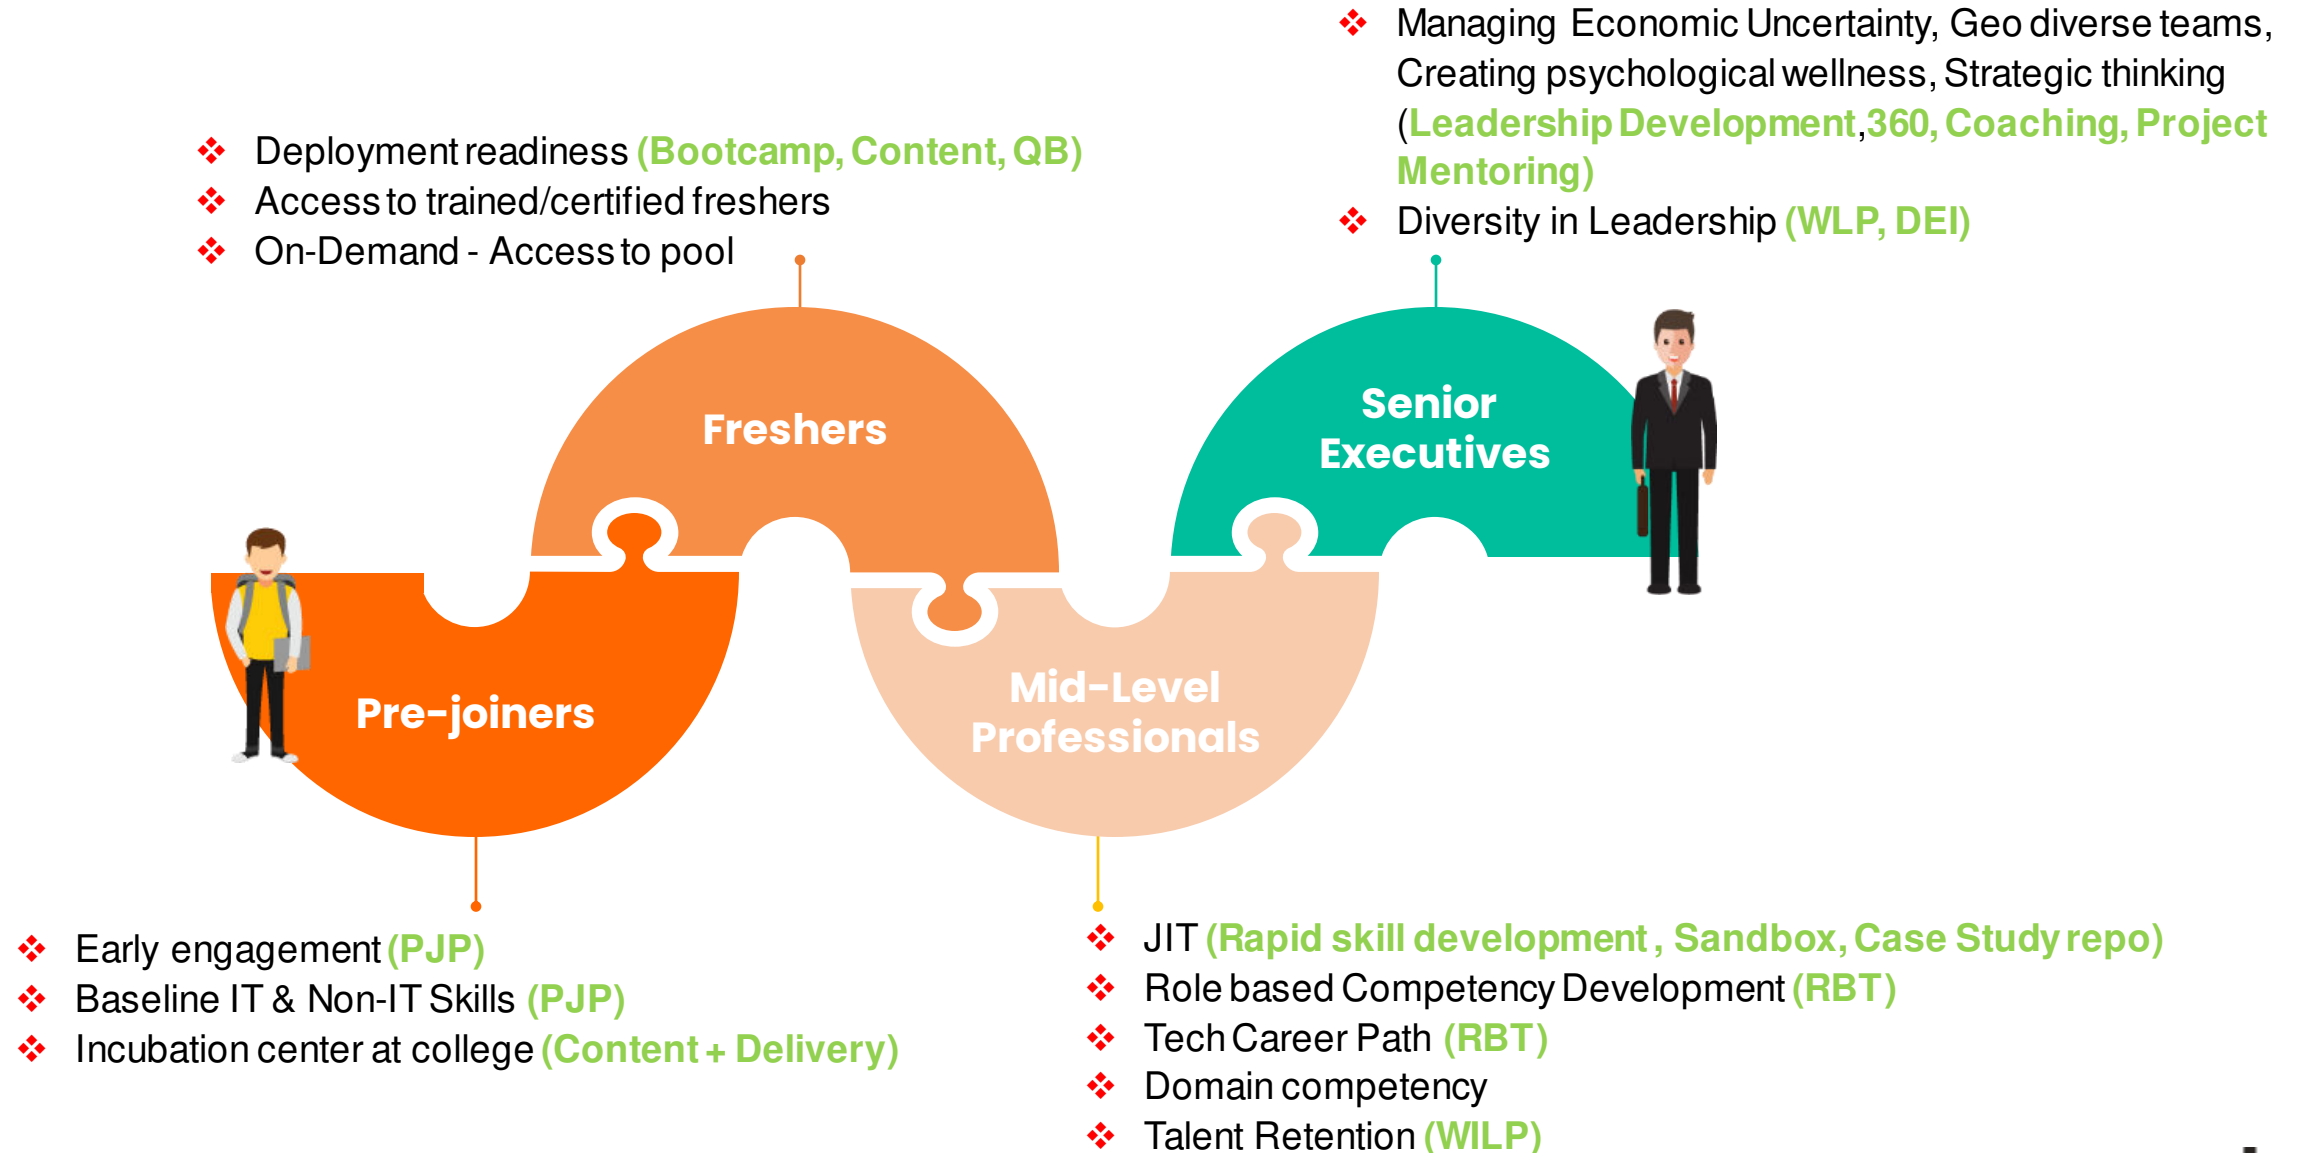 Managing Economic Uncertainty, Geo diverse teams,
Creating psychological wellness, Strategic thinking
(Leadership Development,360, Coaching, Project
Mentoring)
Diversity in Leadership (WLP, DEI)
Deployment readiness (Bootcamp, Content, QB)
Access to trained/certified freshers
On-Demand - Access to pool
Freshers
Senior
Executives
Pre-joiners
Mid-Level
Professionals
Early engagement (PJP)
Baseline IT & Non-IT Skills (PJP)
Incubation center at college (Content + Delivery)
JIT (Rapid skill development , Sandbox, Case Study repo)
Role based Competency Development (RBT)
Tech Career Path (RBT)
Domain competency
Talent Retention (WILP)